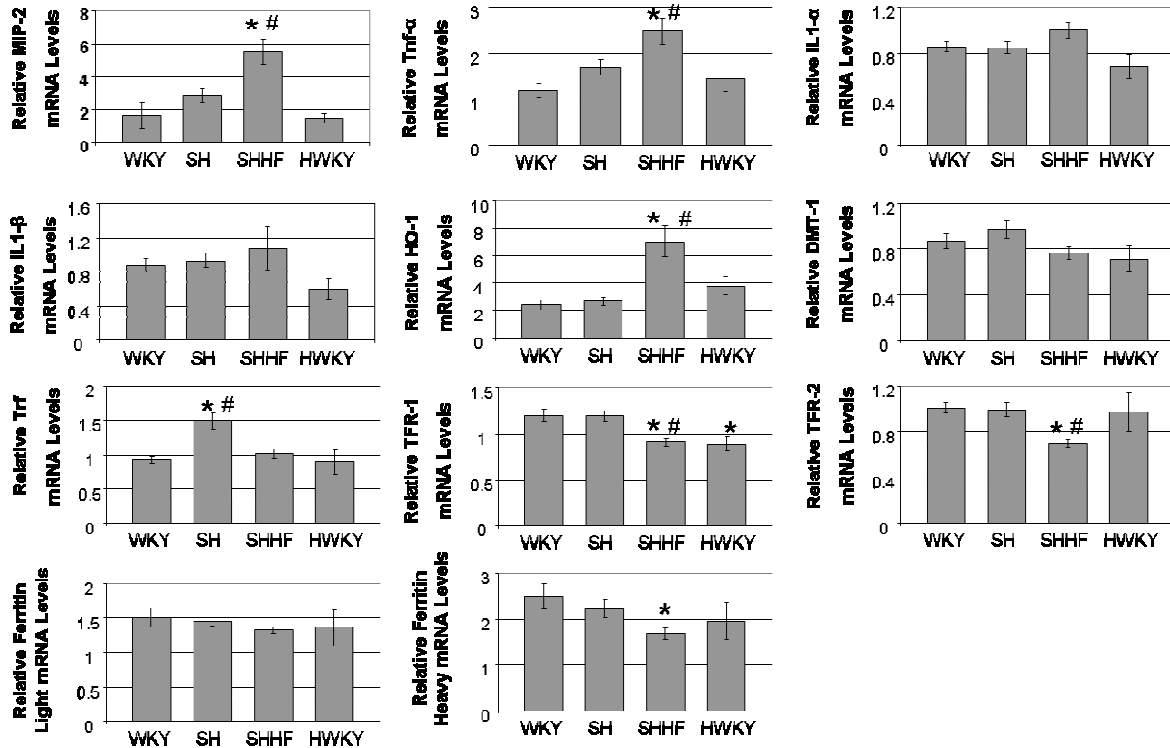 Relative MIP-2
mRNA Levels
8
6
4
2
0
* #
WKY SH SHHF HWKY
Relative Tnf-α
mRNA Levels
3
2
1
0
* #
WKY SH SHHF HWKY
Relative IL1-α
mRNA Levels
1.2
0.8
0.4
0
WKY SH SHHF HWKY
Relative IL1-β
mRNA Levels
1.6
1.2
0.8
0.4
0
WKY SH SHHF HWKY
Relative HO-1
mRNA Levels
10
8
6
4
2
0
* #
WKY SH SHHF HWKY
Relative DMT-1
mRNA Levels
1.2
0.8
0.4
0
WKY SH SHHF HWKY
Relative Trf
mRNA Levels
2
1.5
1
0.5
0
* #
WKY SH SHHF HWKY
Relative TFR-1
mRNA Levels
1.5
1
0.5
0
* # *
WKY SH SHHF HWKY
Relative TFR-2
mRNA Levels
1.2
0.8
0.4
0
* #
WKY SH SHHF HWKY
Relative Ferritin
Light mRNA Levels
2
1.5
1
0.5
0
WKY SH SHHF HWKY
Relative Ferritin
Heavy mRNA Levels
3
2
1
0
*
WKY SH SHHF HWKY